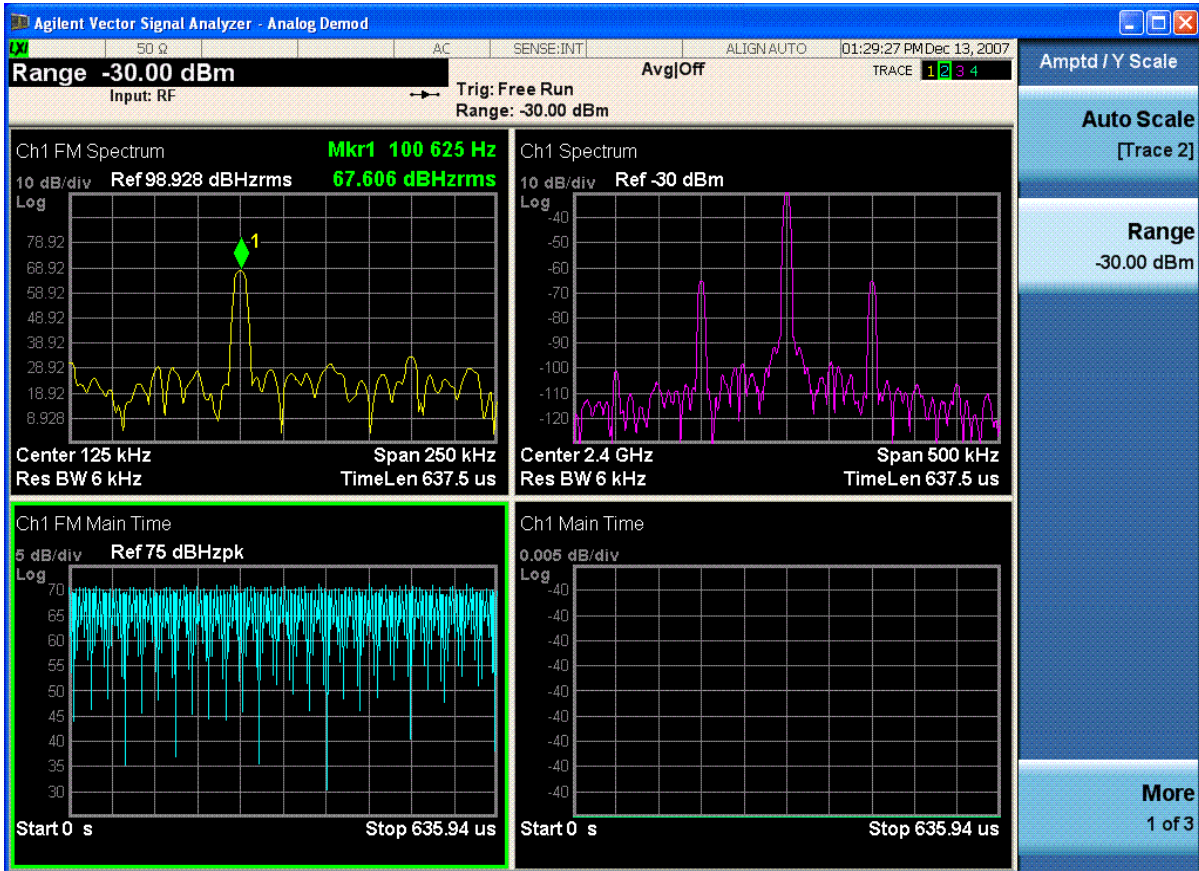 Agilent Vector Signal Analyzer - Analog Demod
LXI 50 Ω AC SENSE:INT ALIGN AUTO 01:29:27 PM Dec 13, 2007
Range -30.00 dBm
Input: RF
Trig: Free Run
Range: -30.00 dBm
Avg|Off
TRACE 1 2 3 4
Ch1 FM Spectrum
Mkr1 100 625 Hz
10 dB/div Ref 98.928 dBHzrms
67.606 dBHzrms
Log
78.92
68.92
58.92
48.92
38.92
28.92
18.92
8.928
1
Center 125 kHz
Span 250 kHz
Res BW 6 kHz
TimeLen 637.5 us
Ch1 Spectrum
10 dB/div Ref -30 dBm
Log
-40
-50
-60
-70
-80
-90
-100
-110
-120
Center 2.4 GHz
Span 500 kHz
Res BW 6 kHz
TimeLen 637.5 us
Ch1 FM Main Time
5 dB/div Ref 75 dBHzpk
Log
70
65
60
55
50
45
40
35
30
Start 0 s
Stop 635.94 us
Ch1 Main Time
0.005 dB/div
Log
-40
-40
-40
-40
-40
-40
-40
-40
-40
Start 0 s
Stop 635.94 us
Amptd / Y Scale
Auto Scale
[Trace 2]
Range
-30.00 dBm
More
1 of 3